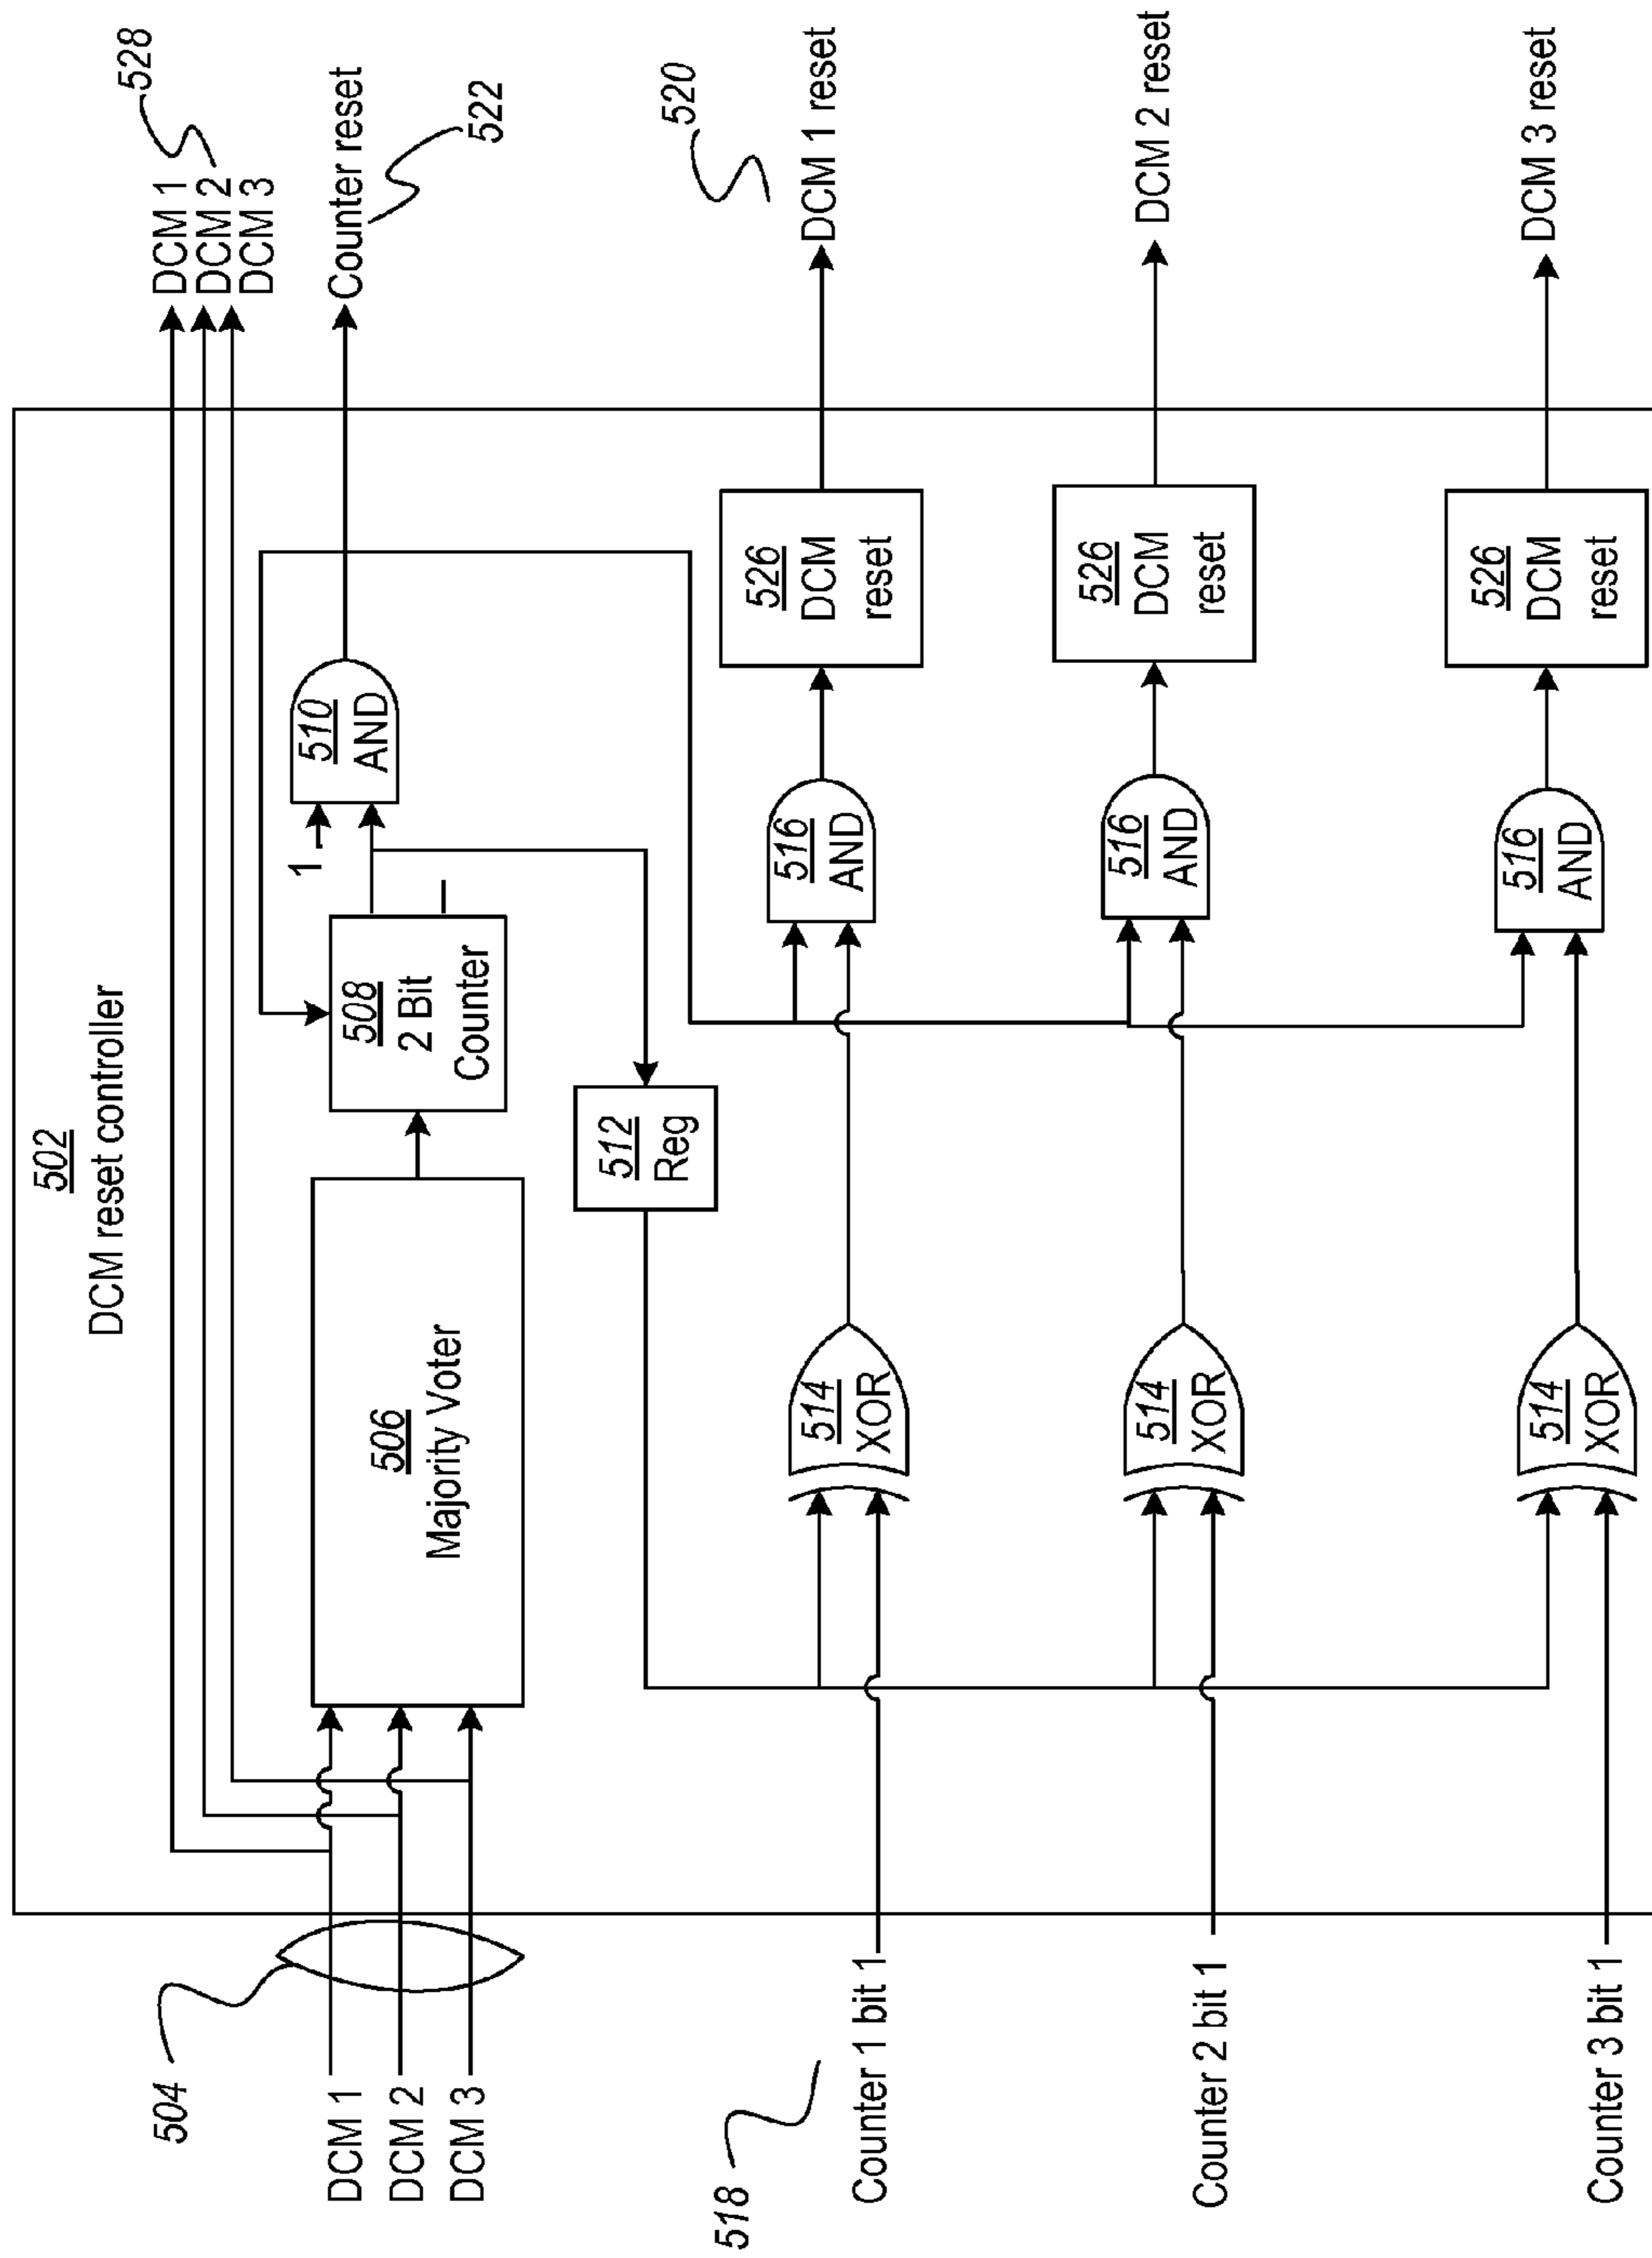 502
DCM reset controller
528
DCM 1
DCM 2
DCM 3
Counter reset
522
504
DCM 1
DCM 2
DCM 3
506
Majority Voter
508
2 Bit
Counter
1
510
AND
512
Reg
518
Counter 1 bit 1
514
XOR
516
AND
526
DCM
reset
520
DCM 1 reset
Counter 2 bit 1
514
XOR
516
AND
526
DCM
reset
DCM 2 reset
Counter 3 bit 1
514
XOR
516
AND
526
DCM
reset
DCM 3 reset